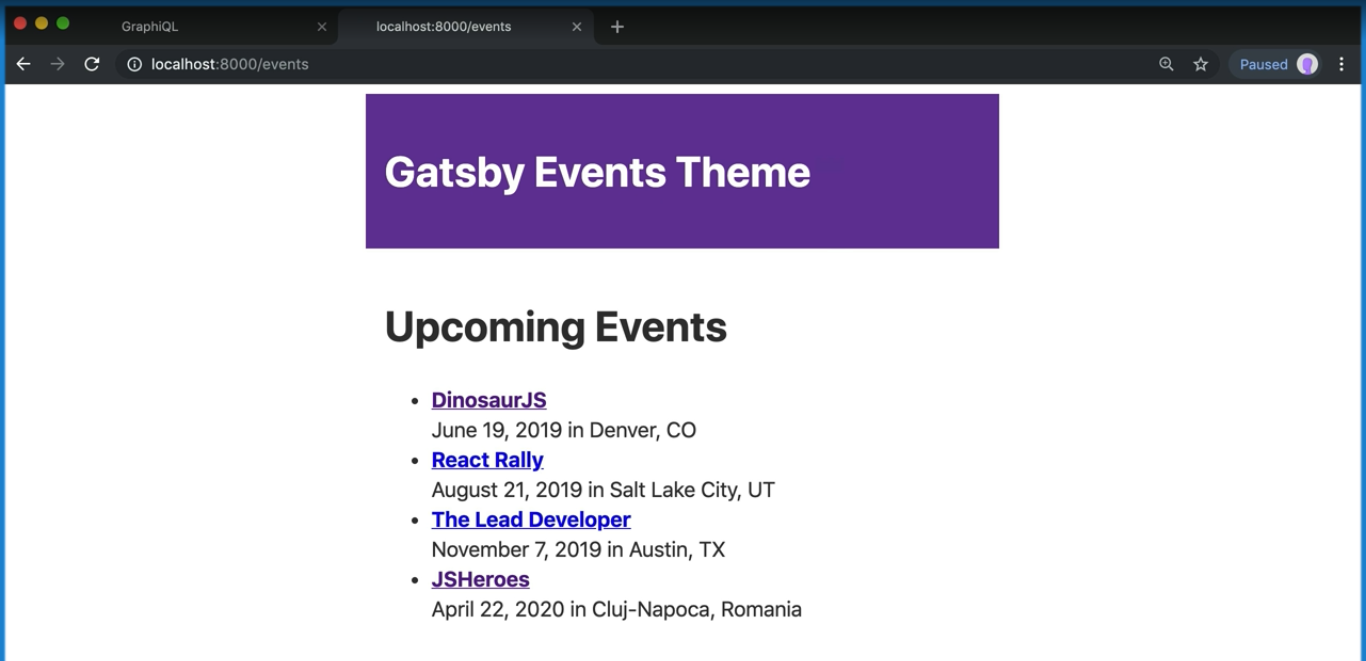 GraphiQL
localhost:8000/events
localhost:8000/events
Paused
Gatsby Events Theme
Upcoming Events
DinosaurJS
June 19, 2019 in Denver, CO
React Rally
August 21, 2019 in Salt Lake City, UT
The Lead Developer
November 7, 2019 in Austin, TX
JSHeroes
April 22, 2020 in Cluj-Napoca, Romania